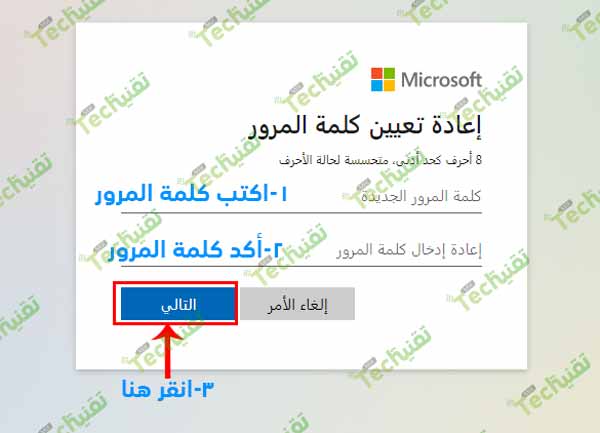 Microsoft
إعادة تعيين كلمة المرور
8 أحرف كحد أدنى، متحسسة لحالة الأحرف
كلمة المرور الجديدة
١-اكتب كلمة المرور
إعادة إدخال كلمة المرور
٢-أكد كلمة المرور
إلغاء الأمر
التالي
٣-انقر هنا
تقنيTech